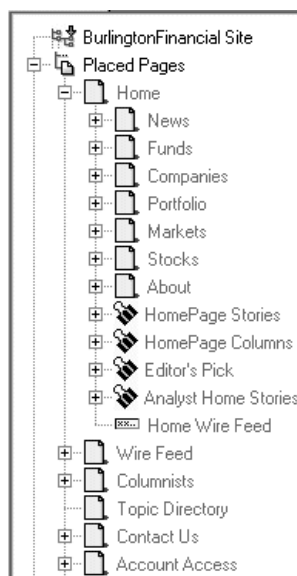 BurlingtonFinancial Site
Placed Pages
Home
News
Funds
Companies
Portfolio
Markets
Stocks
About
HomePage Stories
HomePage Columns
Editor's Pick
Analyst Home Stories
xx.. Home Wire Feed
Wire Feed
Columnists
Topic Directory
Contact Us
Account Access